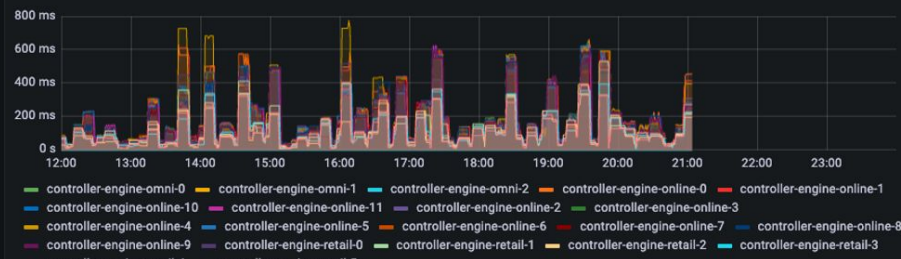 800 ms
600 ms
400 ms
200 ms
0 s
12:00 13:00 14:00 15:00 16:00 17:00 18:00 19:00 20:00 21:00 22:00 23:00
controller-engine-omni-0 controller-engine-omni-1 controller-engine-omni-2 controller-engine-online-0 controller-engine-online-1
controller-engine-online-10 controller-engine-online-11 controller-engine-online-2 controller-engine-online-3
controller-engine-online-4 controller-engine-online-5 controller-engine-online-6 controller-engine-online-7 controller-engine-online-8
controller-engine-online-9 controller-engine-retail-0 controller-engine-retail-1 controller-engine-retail-2 controller-engine-retail-3